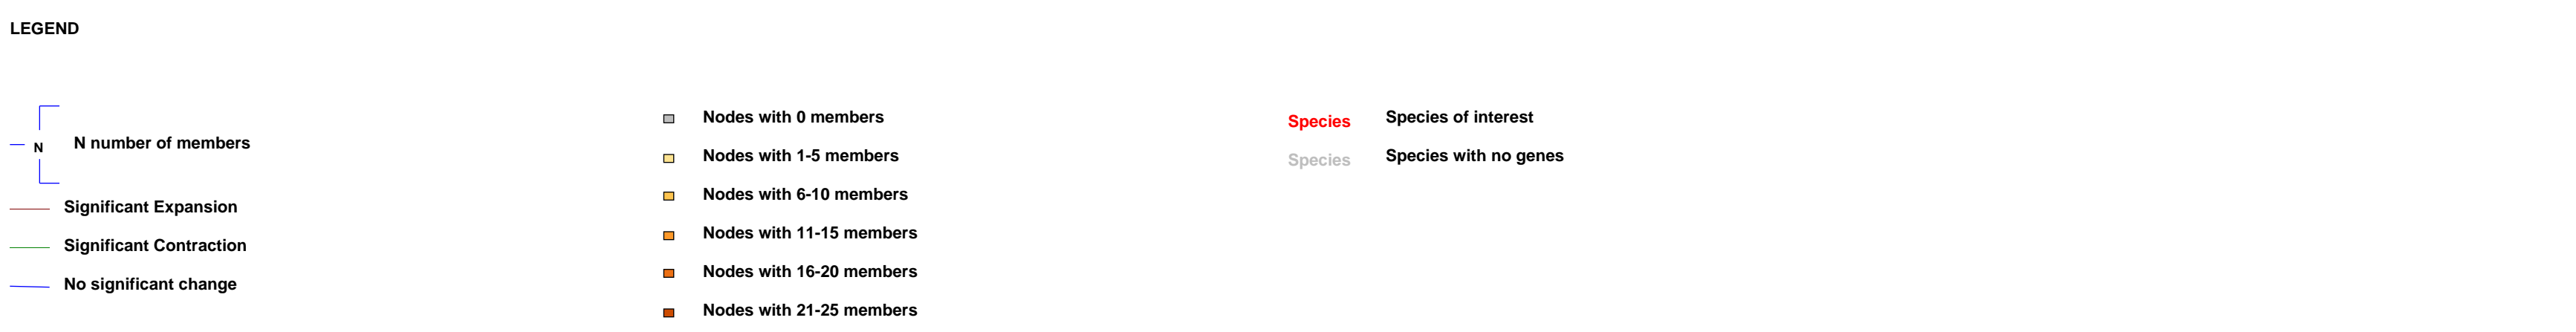 LEGEND
N
N number of members
Significant Expansion
Significant Contraction
No significant change
Nodes with 0 members
Nodes with 1-5 members
Nodes with 6-10 members
Nodes with 11-15 members
Nodes with 16-20 members
Nodes with 21-25 members
Species Species of interest
Species Species with no genes